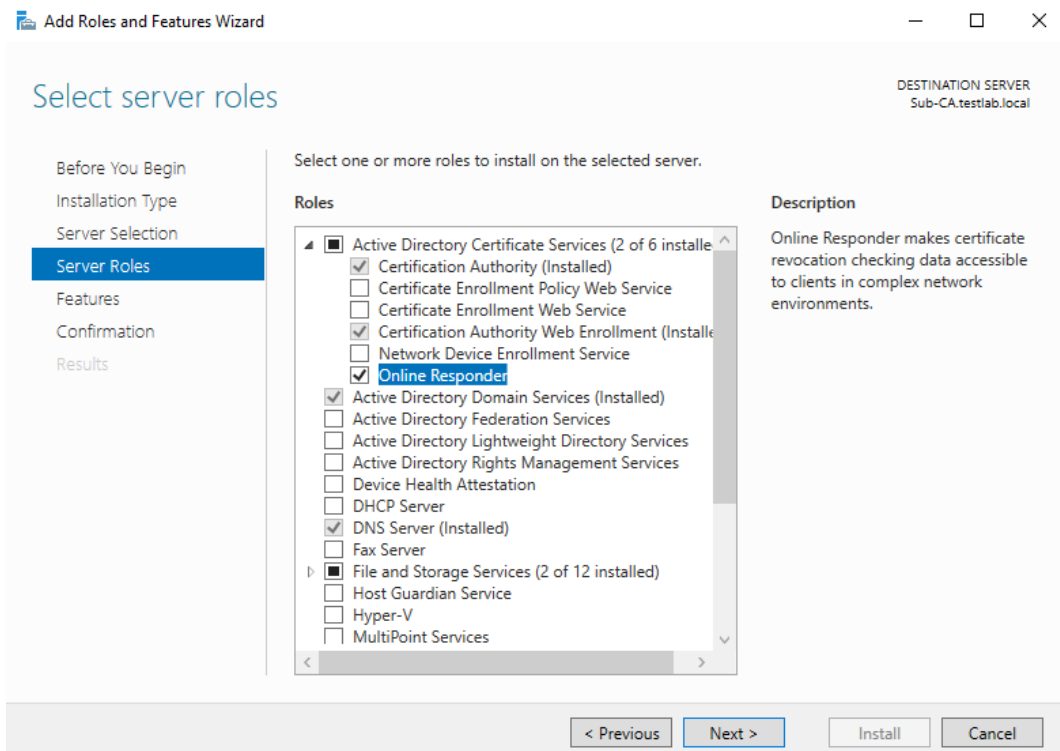 Add Roles and Features Wizard
Select server roles
DESTINATION SERVER
Sub-CA.testlab.local
Before You Begin
Installation Type
Server Selection
Server Roles
Features
Confirmation
Results
Select one or more roles to install on the selected server.
Roles
Active Directory Certificate Services (2 of 6 installe
Certification Authority (Installed)
Certificate Enrollment Policy Web Service
Certificate Enrollment Web Service
Certification Authority Web Enrollment (Installe
Network Device Enrollment Service
Online Responder
Active Directory Domain Services (Installed)
Active Directory Federation Services
Active Directory Lightweight Directory Services
Active Directory Rights Management Services
Device Health Attestation
DHCP Server
DNS Server (Installed)
Fax Server
File and Storage Services (2 of 12 installed)
Host Guardian Service
Hyper-V
MultiPoint Services
Description
Online Responder makes certificate
revocation checking data accessible
to clients in complex network
environments.
< Previous
Next >
Install
Cancel